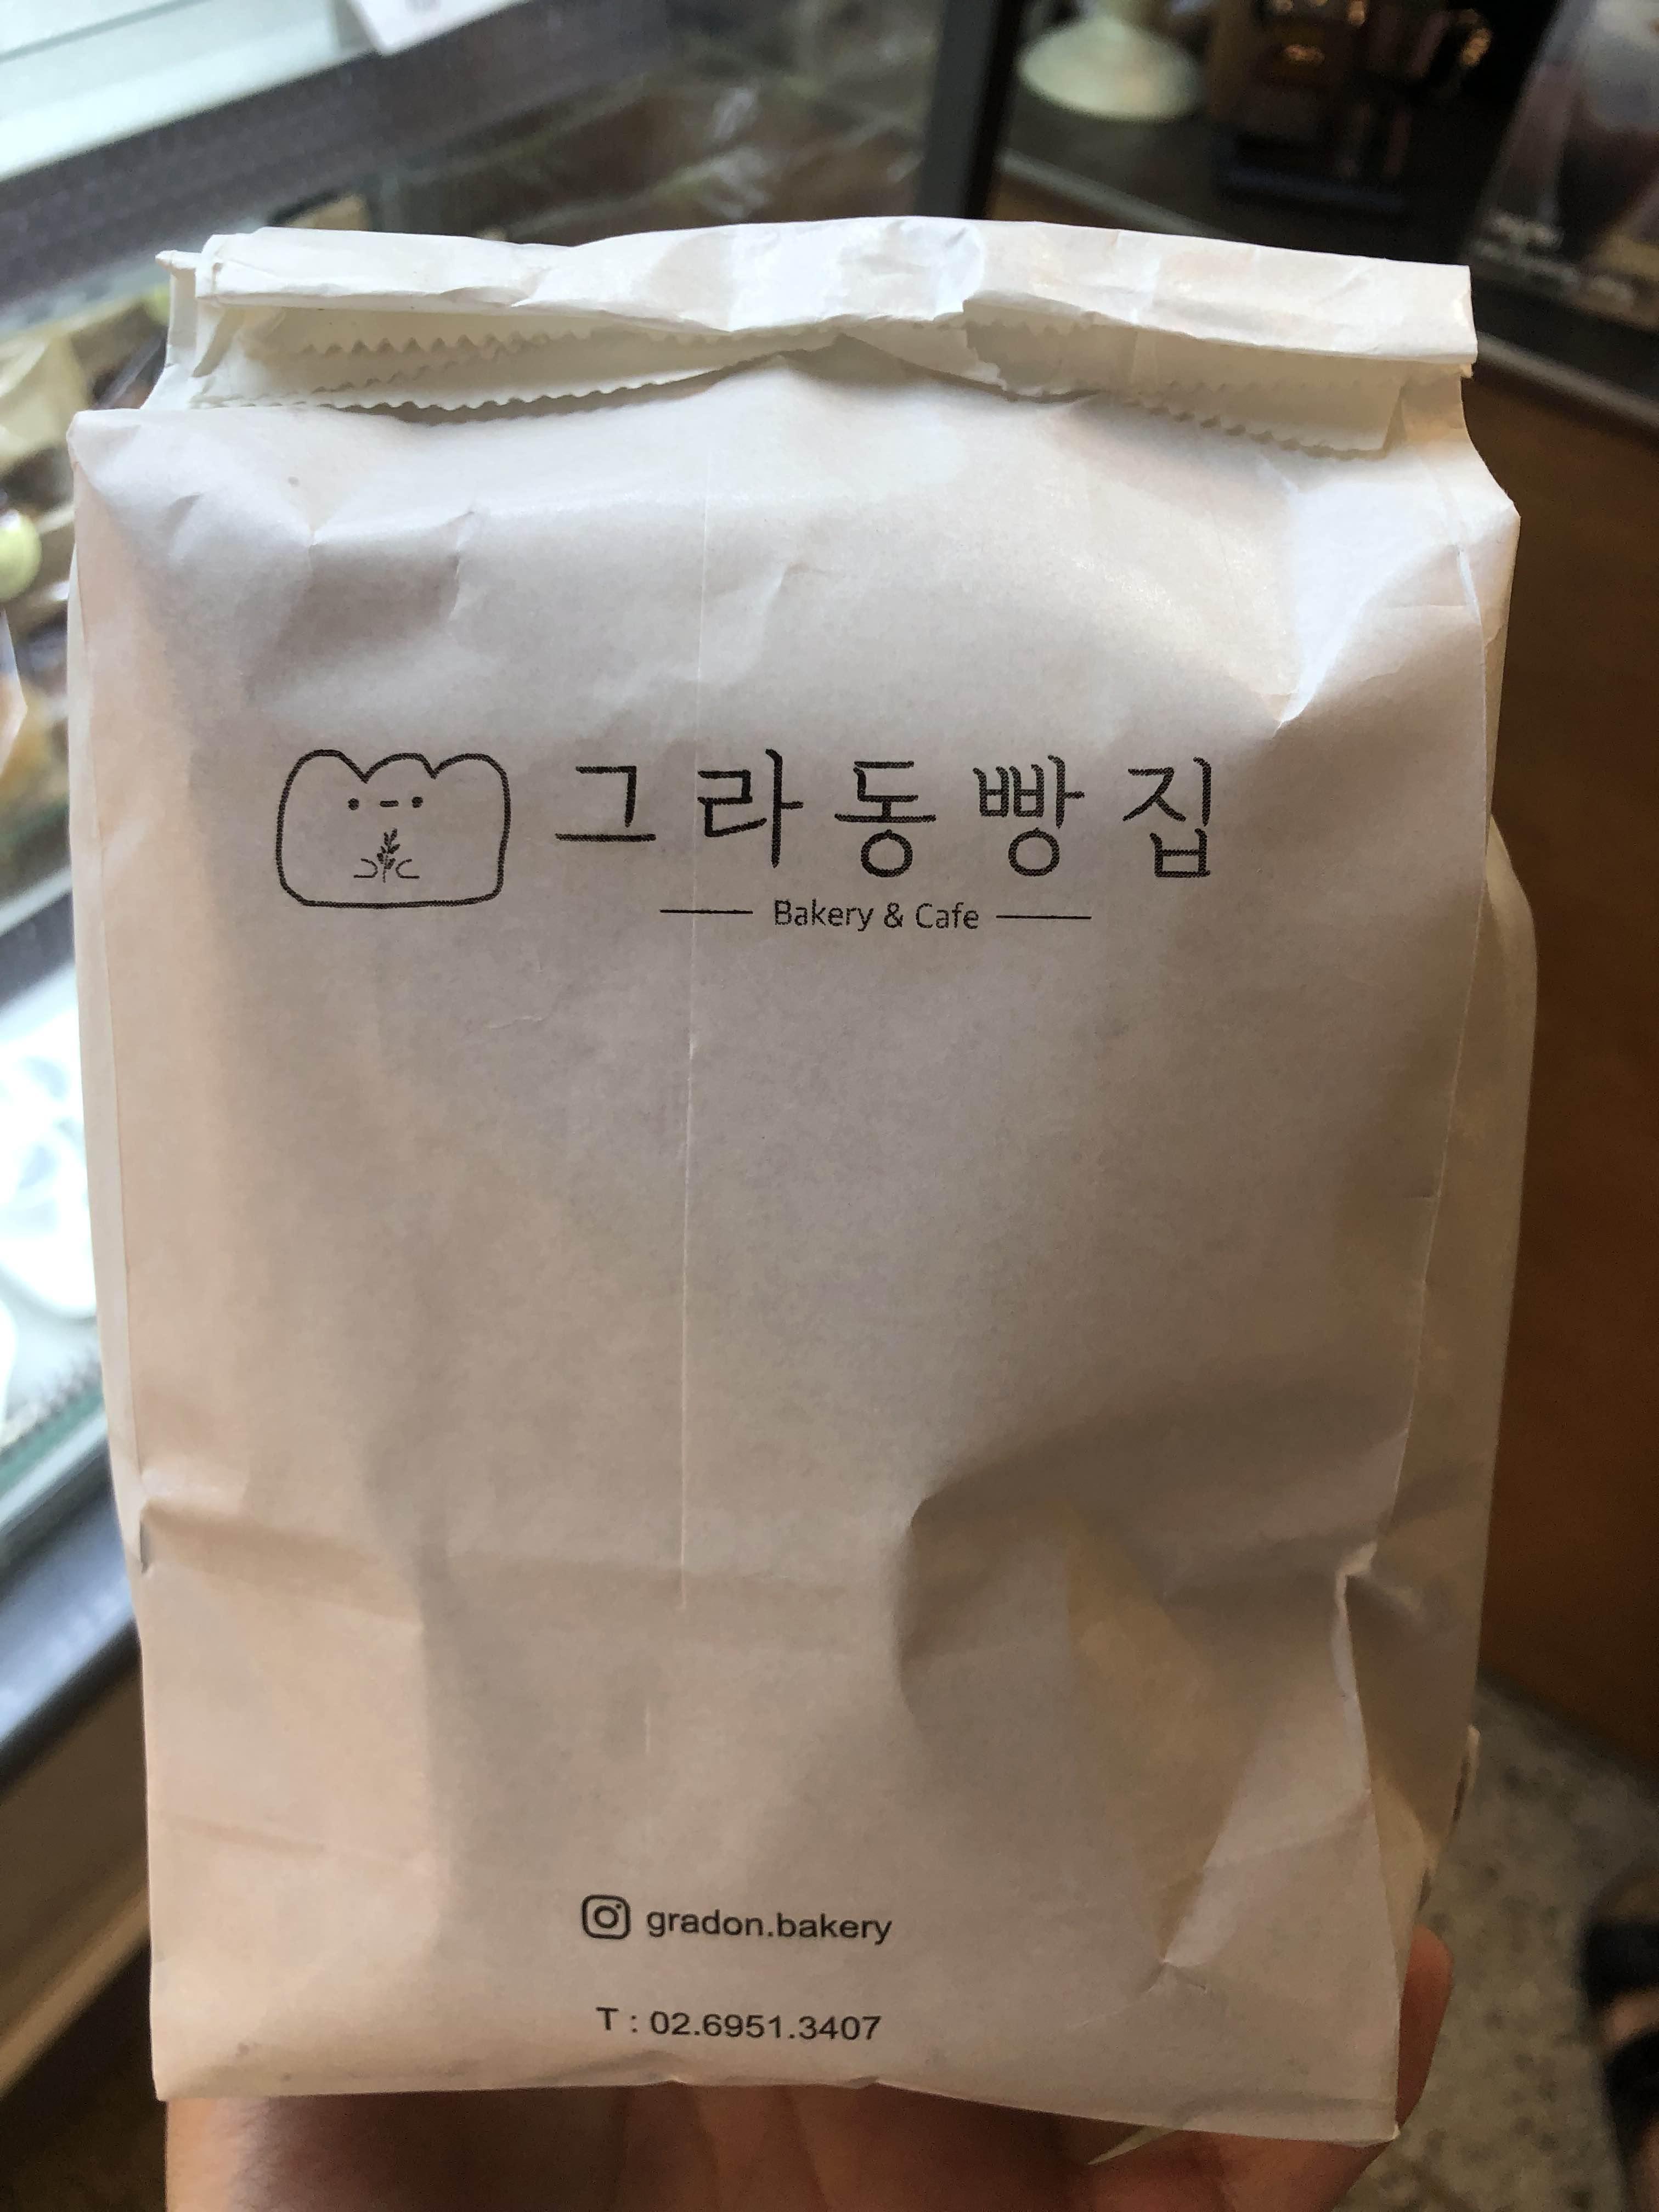 그라동빵집
Bakery & Cafe
gradon.bakery
T : 02.6951.3407